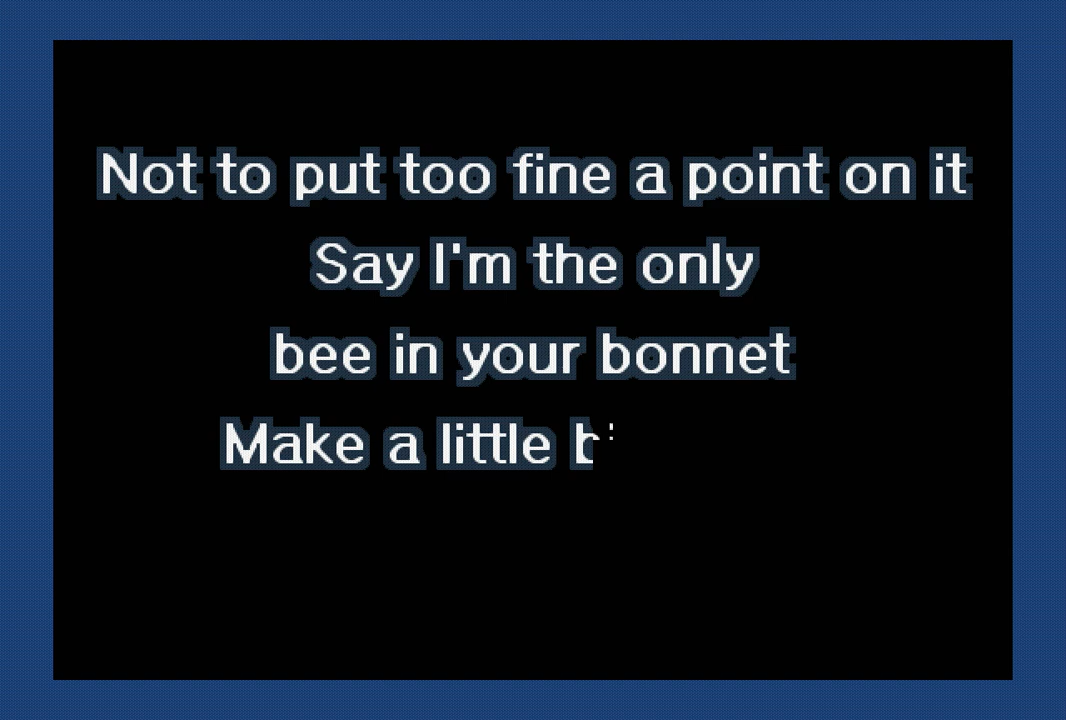 Not to put too fine a point on it
Say I'm the only
bee in your bonnet
Make a little